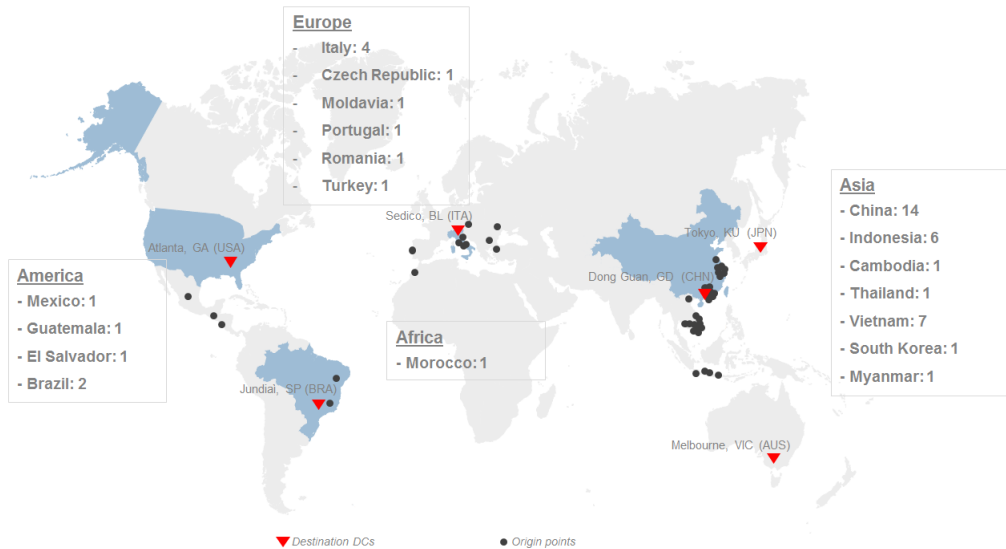 Europe
- Italy: 4
- Czech Republic: 1
- Moldavia: 1
- Portugal: 1
- Romania: 1
- Turkey: 1
Sedico, BL (ITA)
Atlanta, GA (USA)
America
- Mexico: 1
- Guatemala: 1
- El Salvador: 1
- Brazil: 2
Jundiai, SP (BRA)
Africa
- Morocco: 1
Asia
- China: 14
- Indonesia: 6
- Cambodia: 1
- Thailand: 1
- Vietnam: 7
- South Korea: 1
- Myanmar: 1
Tokyo. KU (JPN)
Dong Guan, GD (CHN)
Melbourne, VIC (AUS)
Destination DCs
Origin points